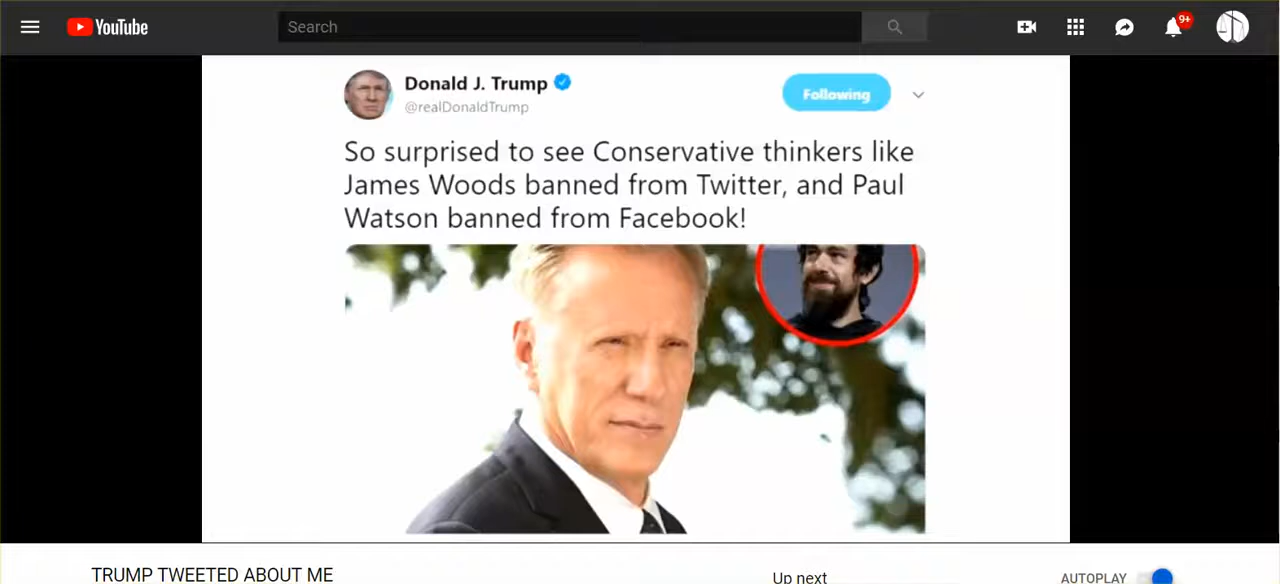 YouTube
Search
9+
Donald J. Trump
Following
@realDonaldTrump
So surprised to see Conservative thinkers like
James Woods banned from Twitter, and Paul
Watson banned from Facebook!
TRUMP TWEETED ABOUT ME
Up next
AUTOPLAY